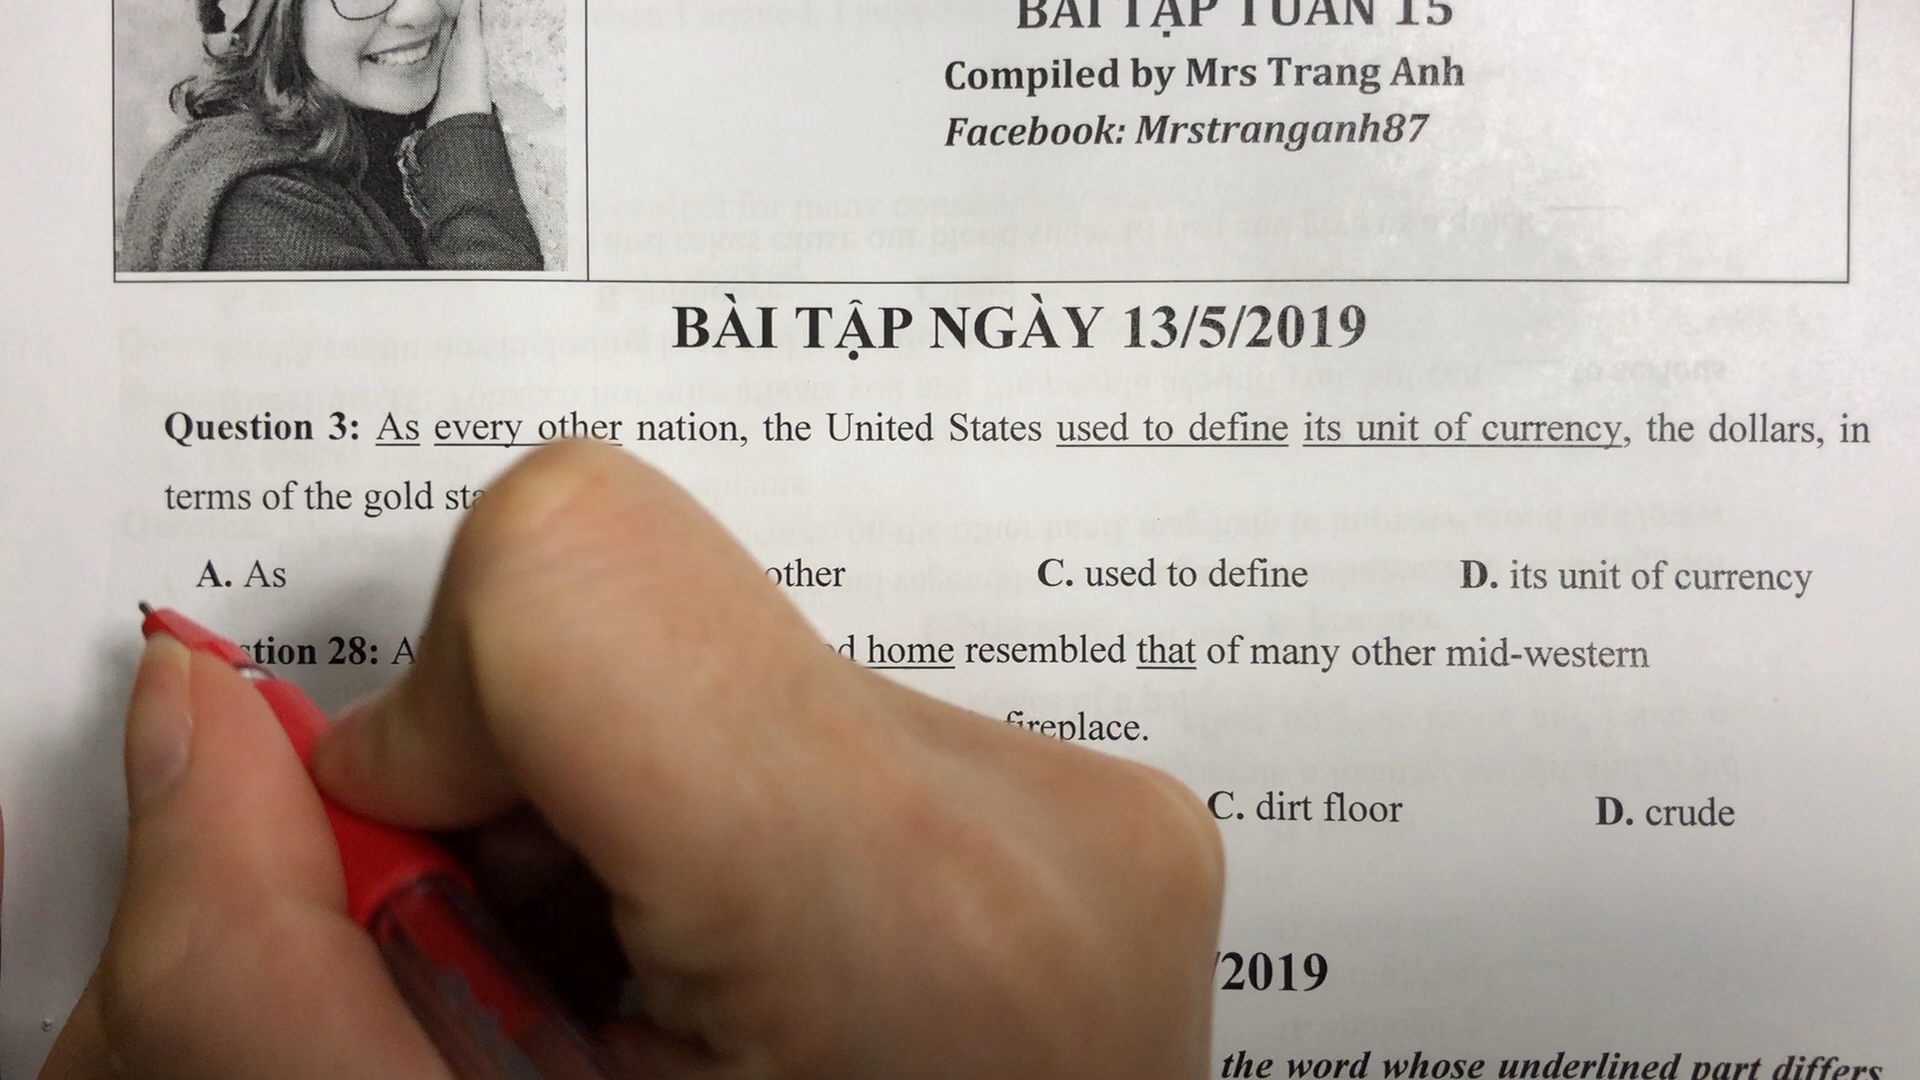 BÀI TẬP TUẦN 15
Compiled by Mrs Trang Anh
Facebook: Mrstranganh87
BÀI TẬP NGÀY 13/5/2019
Question 3: As every other nation, the United States used to define its unit of currency, the dollars, in
terms of the gold
A. As other C. used to define D. its unit of currency
28: home resembled that of many other mid-western
fireplace.
C. dirt floor D. crude
/2019
the word whose underlined part differs